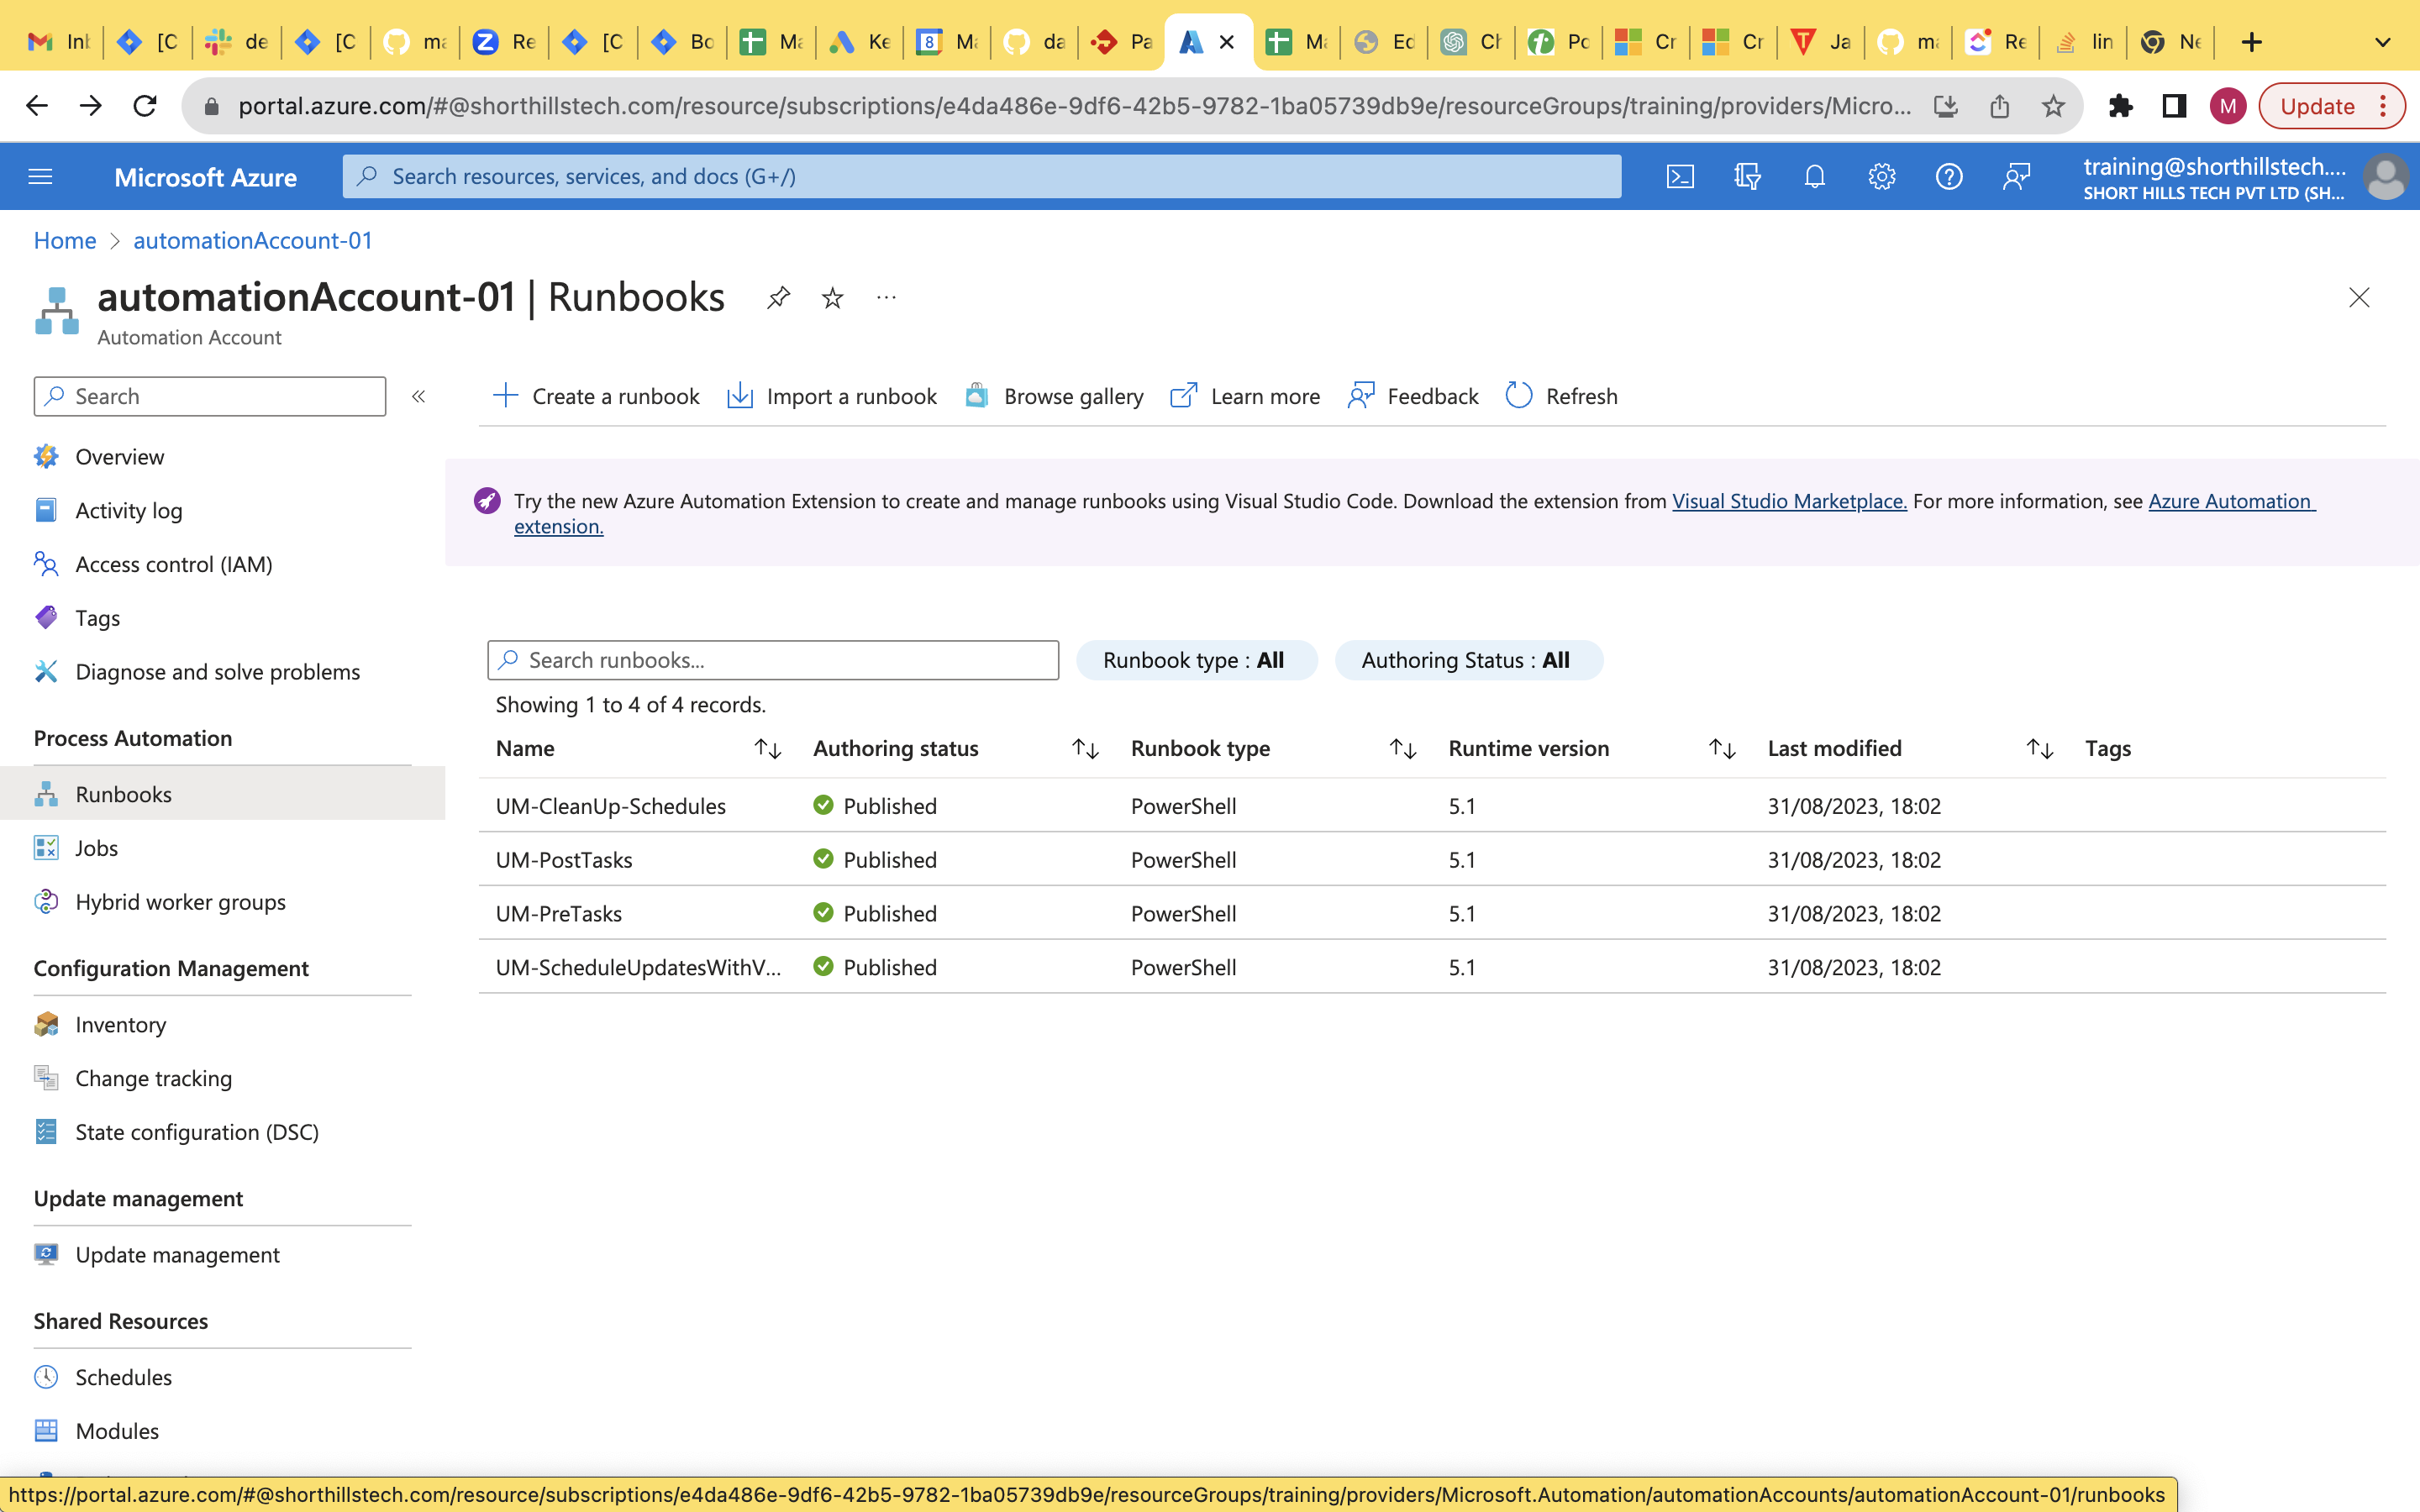 Inb
[C
de
[C
ma
Re
[C
Bo
Ma
Ke
Ma
da
Pa
Ma
Ed
Ch
Po
Cr
Cr
Ja
ma
Re
lin
Ne
portal.azure.com/#@shorthillstech.com/resource/subscriptions/e4da486e-9df6-42b5-9782-1ba05739db9e/resourceGroups/training/providers/Micro...
M
Update
Microsoft Azure
Search resources, services, and docs (G+/)
training@shorthillstech....
SHORT HILLS TECH PVT LTD (SH...
Home > automationAccount-01
automationAccount-01 | Runbooks
Automation Account
Search
Create a runbook Import a runbook Browse gallery Learn more Feedback Refresh
Overview
Activity log
Access control (IAM)
Tags
Diagnose and solve problems
Process Automation
Runbooks
Jobs
Hybrid worker groups
Configuration Management
Inventory
Change tracking
State configuration (DSC)
Update management
Update management
Shared Resources
Schedules
Modules
Try the new Azure Automation Extension to create and manage runbooks using Visual Studio Code. Download the extension from Visual Studio Marketplace. For more information, see Azure Automation
extension.
Search runbooks...
Runbook type : All
Authoring Status : All
Showing 1 to 4 of 4 records.
Name Authoring status Runbook type Runtime version Last modified Tags
UM-CleanUp-Schedules Published PowerShell 5.1 31/08/2023, 18:02
UM-PostTasks Published PowerShell 5.1 31/08/2023, 18:02
UM-PreTasks Published PowerShell 5.1 31/08/2023, 18:02
UM-ScheduleUpdatesWithV... Published PowerShell 5.1 31/08/2023, 18:02
https://portal.azure.com/#@shorthillstech.com/resource/subscriptions/e4da486e-9df6-42b5-9782-1ba05739db9e/resourceGroups/training/providers/Microsoft.Automation/automationAccounts/automationAccount-01/runbooks